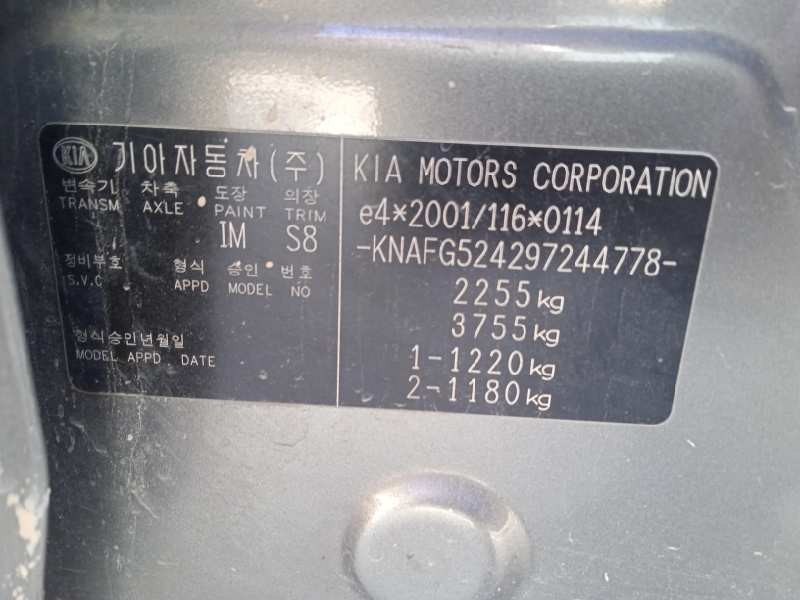 KIA 기아자동차(주)
변속기 차축 도장 의장
TRANSM AXLE PAINT TRIM
1M S8
정비부호 형식 승인 번호
S.V.C APPD MODEL NO
형식승인년월일
MODEL APPD DATE
KIA MOTORS CORPORATION
e4*2001/116*0114
-KNAFG524297244778-
2255kg
3755kg
1-1220kg
2-1180kg